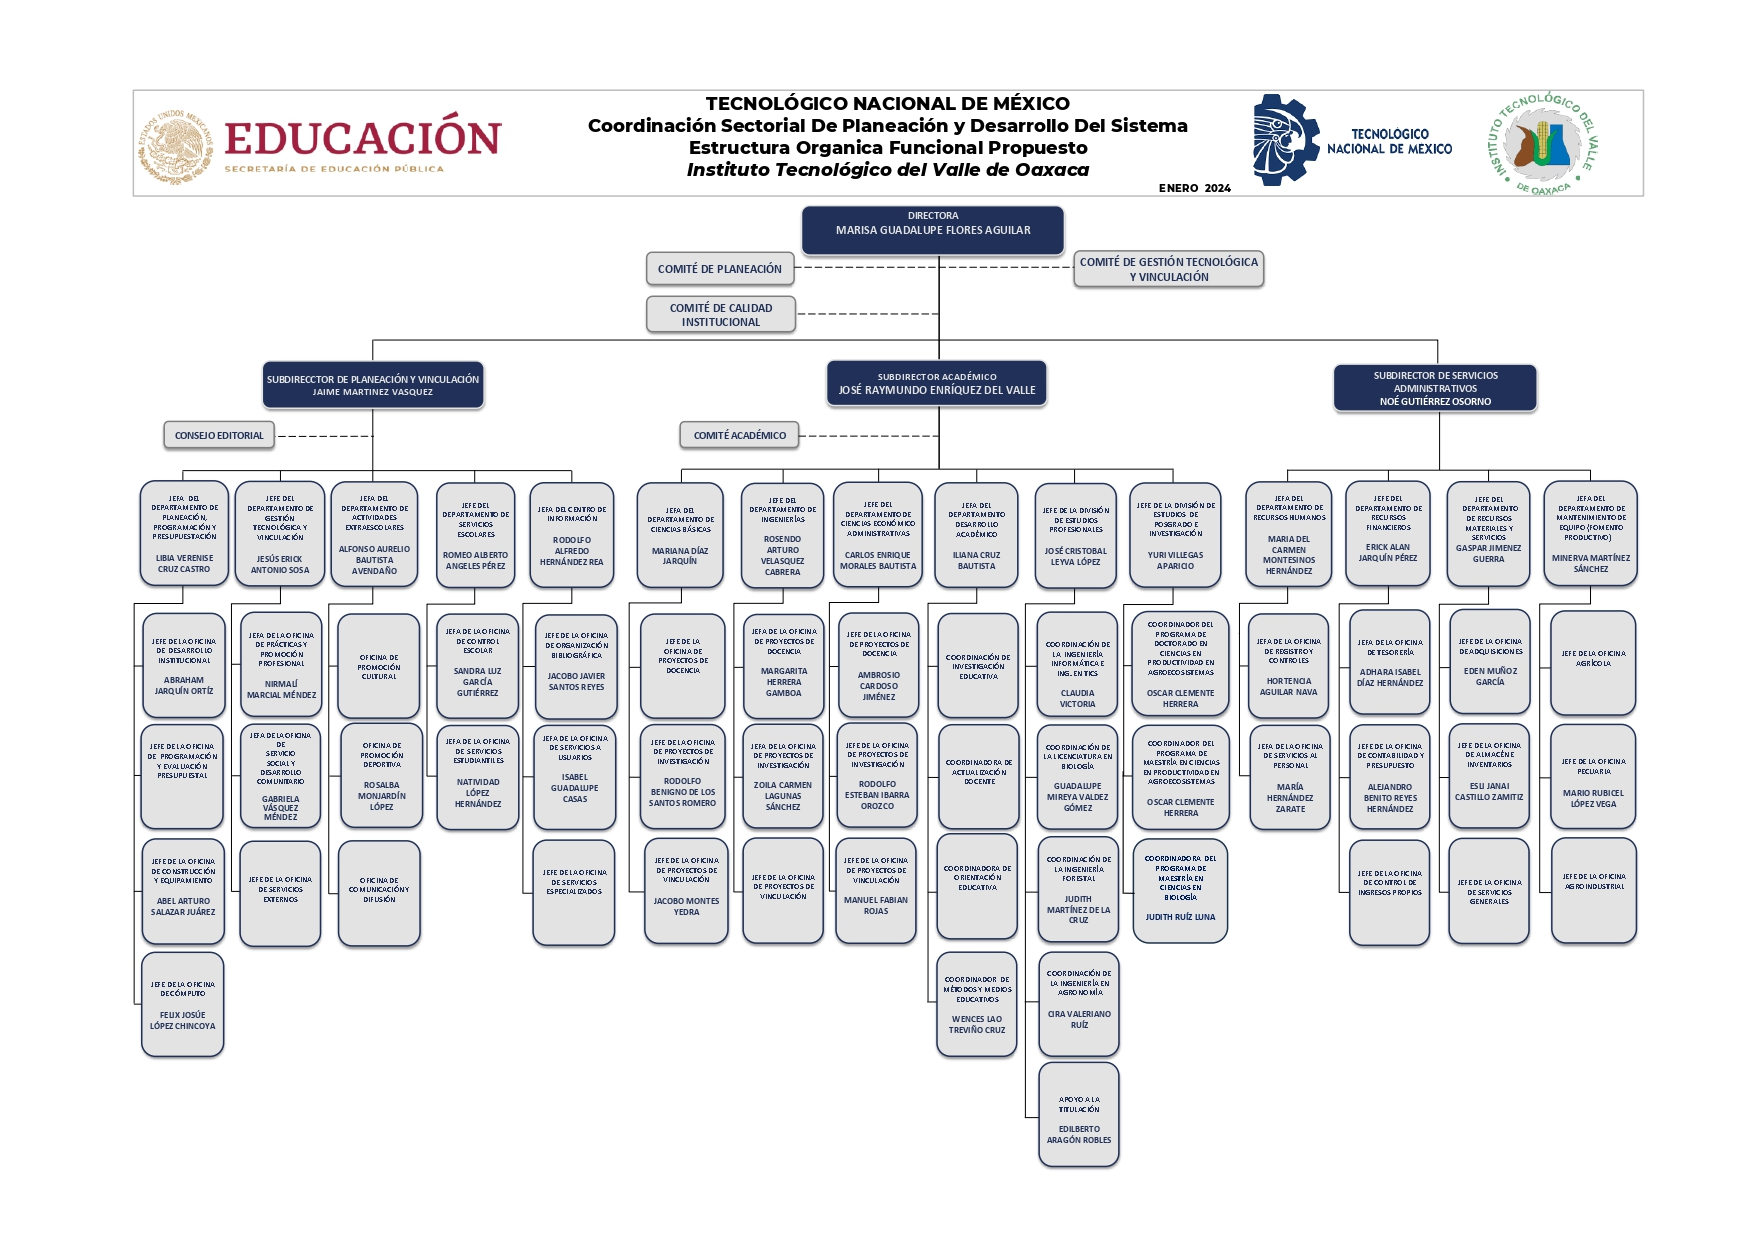 ESTADOS UNIDOS MEXICANOS
EDUCACIÓN
SECRETARÍA DE EDUCACIÓN PÚBLICA
TECNOLÓGICO NACIONAL DE MÉXICO
Coordinación Sectorial De Planeación y Desarrollo Del Sistema
Estructura Organica Funcional Propuesto
Instituto Tecnológico del Valle de Oaxaca
ENERO 2024
TECNOLÓGICO
NACIONAL DE MÉXICO
INSTITUTO TECNOLÓGICO DEL VALLE
DE OAXACA
DIRECTORA
MARISA GUADALUPE FLORES AGUILAR
COMITÉ DE PLANEACIÓN
COMITÉ DE GESTIÓN TECNOLÓGICA
Y VINCULACIÓN
COMITÉ DE CALIDAD
INSTITUCIONAL
SUBDIRECCTOR DE PLANEACIÓN Y VINCULACIÓN
JAIME MARTINEZ VASQUEZ
SUBDIRECTOR ACADÉMICO
JOSÉ RAYMUNDO ENRÍQUEZ DEL VALLE
SUBDIRECTOR DE SERVICIOS
ADMINISTRATIVOS
NOÉ GUTIÉRREZ OSORNO
CONSEJO EDITORIAL
COMITÉ ACADÉMICO
JEFA DEL
DEPARTAMENTO DE
PLANEACIÓN,
PROGRAMACIÓN Y
PRESUPUESTACIÓN
LIBIA VERENISE
CRUZ CASTRO
JEFE DEL
DEPARTAMENTO DE
GESTIÓN
TECNOLÓGICA Y
VINCULACIÓN
JESÚS ERICK
ANTONIO SOSA
JEFA DEL
DEPARTAMENTO DE
ACTIVIDADES
EXTRAESCOLARES
ALFONSO AURELIO
BAUTISTA
AVENDAÑO
JEFE DEL
DEPARTAMENTO DE
SERVICIOS
ESCOLARES
ROMEO ALBERTO
ANGELES PÉREZ
JEFA DEL CENTRO DE
INFORMACIÓN
RODOLFO
ALFREDO
HERNÁNDEZ REA
JEFA DEL
DEPARTAMENTO DE
CIENCIAS BÁSICAS
MARIANA DÍAZ
JARQUÍN
JEFE DEL
DEPARTAMENTO DE
INGENIERÍAS
ROSENDO
ARTURO
VELASQUEZ
CABRERA
JEFE DEL
DEPARTAMENTO DE
CIENCIAS ECONÓMICO
ADMINISTRATIVAS
CARLOS ENRIQUE
MORALES BAUTISTA
JEFA DEL
DEPARTAMENTO
DESARROLLO
ACADÉMICO
ILIANA CRUZ
BAUTISTA
JEFE DE LA DIVISIÓN
DE ESTUDIOS
PROFESIONALES
JOSÉ CRISTOBAL
LEYVA LÓPEZ
JEFE DE LA DIVISIÓN DE
ESTUDIOS DE
POSGRADO E
INVESTIGACIÓN
YURI VILLEGAS
APARICIO
JEFA DEL
DEPARTAMENTO DE
RECURSOS HUMANOS
MARIA DEL
CARMEN
MONTESINOS
HERNÁNDEZ
JEFE DEL
DEPARTAMENTO DE
RECURSOS
FINANCIEROS
ERICK ALAN
JARQUÍN PÉREZ
JEFE DEL
DEPARTAMENTO
DE RECURSOS
MATERIALES Y
SERVICIOS
GASPAR JIMENEZ
GUERRA
JEFA DEL
DEPARTAMENTO DE
MANTENIMIENTO DE
EQUIPO (FOMENTO
PRODUCTIVO)
MINERVA MARTÍNEZ
SÁNCHEZ
JEFE DE LA OFICINA
DE DESARROLLO
INSTITUCIONAL
ABRAHAM
JARQUÍN ORTÍZ
JEFA DE LA OFICINA
DE PRÁCTICAS Y
PROMOCIÓN
PROFESIONAL
NIRMALÍ
MARCIAL MÉNDEZ
OFICINA DE
PROMOCIÓN
CULTURAL
JEFA DE LA OFICINA
DE CONTROL
ESCOLAR
SANDRA LUZ
GARCÍA
GUTIÉRREZ
JEFE DE LA OFICINA
DE ORGANIZACIÓN
BIBLIOGRÁFICA
JACOBO JAVIER
SANTOS REYES
JEFE DE LA
OFICINA DE
PROYECTOS DE
DOCENCIA
JEFA DE LA OFICINA
DE PROYECTOS DE
DOCENCIA
MARGARITA
HERRERA
GAMBOA
JEFE DE LA OFICINA
DE PROYECTOS DE
DOCENCIA
AMBROSIO
CARDOSO
JIMÉNEZ
COORDINACIÓN DE
INVESTIGACIÓN
EDUCATIVA
COORDINACIÓN DE
LA INGENIERÍA
INFORMÁTICA E
ING. EN TICS
CLAUDIA
VICTORIA
COORDINADOR DEL
PROGRAMA DE
DOCTORADO EN
CIENCIAS EN
PRODUCTIVIDAD EN
AGROECOSISTEMAS
OSCAR CLEMENTE
HERRERA
JEFA DE LA OFICINA
DE REGISTRO Y
CONTROLES
HORTENCIA
AGUILAR NAVA
JEFA DE LA OFICINA
DE TESORERÍA
ADHARA ISABEL
DÍAZ HERNÁNDEZ
JEFE DE LA OFICINA
DE ADQUISICIONES
EDEN MUÑOZ
GARCÍA
JEFE DE LA OFICINA
AGRÍCOLA
JEFE DE LA OFICINA
DE PROGRAMACIÓN
Y EVALUACIÓN
PRESUPUESTAL
JEFA DE LA OFICINA
DE
SERVICIO
SOCIAL Y
DESARROLLO
COMUNITARIO
GABRIELA
VÁSQUEZ
MÉNDEZ
OFICINA DE
PROMOCIÓN
DEPORTIVA
ROSALBA
MONJARDÍN
LÓPEZ
JEFA DE LA OFICINA
DE SERVICIOS
ESTUDIANTILES
NATIVIDAD
LÓPEZ
HERNÁNDEZ
JEFA DE LA OFICINA
DE SERVICIOS A
USUARIOS
ISABEL
GUADALUPE
CASAS
JEFE DE LA OFICINA
DE PROYECTOS DE
INVESTIGACIÓN
RODOLFO
BENIGNO DE LOS
SANTOS ROMERO
JEFA DE LA OFICINA
DE PROYECTOS DE
INVESTIGACIÓN
ZOILA CARMEN
LAGUNAS
SÁNCHEZ
JEFE DE LA OFICINA
DE PROYECTOS DE
INVESTIGACIÓN
RODOLFO
ESTEBAN IBARRA
OROZCO
COORDINADORA DE
ACTUALIZACIÓN
DOCENTE
COORDINACIÓN DE
LA LICENCIATURA EN
BIOLOGÍA
GUADALUPE
MIREYA VALDEZ
GÓMEZ
COORDINADOR DEL
PROGRAMA DE
MAESTRÍA EN CIENCIAS
EN PRODUCTIVIDAD EN
AGROECOSISTEMAS
OSCAR CLEMENTE
HERRERA
JEFA DE LA OFICINA
DE SERVICIOS AL
PERSONAL
MARÍA
HERNÁNDEZ
ZARATE
JEFE DE LA OFICINA
DE CONTABILIDAD Y
PRESUPUESTO
ALEJANDRO
BENITO REYES
HERNÁNDEZ
JEFE DE LA OFICINA
DE ALMACÉN E
INVENTARIOS
ESLI JANAI
CASTILLO ZAMITIZ
JEFE DE LA OFICINA
PECUARIA
MARIO RUBICEL
LÓPEZ VEGA
JEFE DE LA OFICINA
DE CONSTRUCCIÓN
Y EQUIPAMIENTO
ABEL ARTURO
SALAZAR JUÁREZ
JEFE DE LA OFICINA
DE SERVICIOS
EXTERNOS
OFICINA DE
COMUNICACIÓN Y
DIFUSIÓN
JEFE DE LA OFICINA
DE SERVICIOS
ESPECIALIZADOS
JEFE DE LA OFICINA
DE PROYECTOS DE
VINCULACIÓN
JACOBO MONTES
YEDRA
JEFE DE LA OFICINA
DE PROYECTOS DE
VINCULACIÓN
JEFE DE LA OFICINA
DE PROYECTOS DE
VINCULACIÓN
MANUEL FABIAN
ROJAS
COORDINADORA DE
ORIENTACIÓN
EDUCATIVA
COORDINACIÓN DE
LA INGENIERÍA
FORESTAL
JUDITH
MARTÍNEZ DE LA
CRUZ
COORDINADORA DEL
PROGRAMA DE
MAESTRÍA EN
CIENCIAS EN
BIOLOGÍA
JUDITH RUÍZ LUNA
JEFE DE LA OFICINA
DE CONTROL DE
INGRESOS PROPIOS
JEFE DE LA OFICINA
DE SERVICIOS
GENERALES
JEFE DE LA OFICINA
AGROINDUSTRIAL
JEFE DE LA OFICINA
DE CÓMPUTO
FELIX JOSÚE
LÓPEZ CHINCOYA
COORDINADOR DE
MÉTODOS Y MEDIOS
EDUCATIVOS
WENCES LAO
TREVIÑO CRUZ
COORDINACIÓN DE
LA INGENIERÍA EN
AGRONOMÍA
CIRA VALERIANO
RUÍZ
APOYO A LA
TITULACIÓN
EDILBERTO
ARAGÓN ROBLES